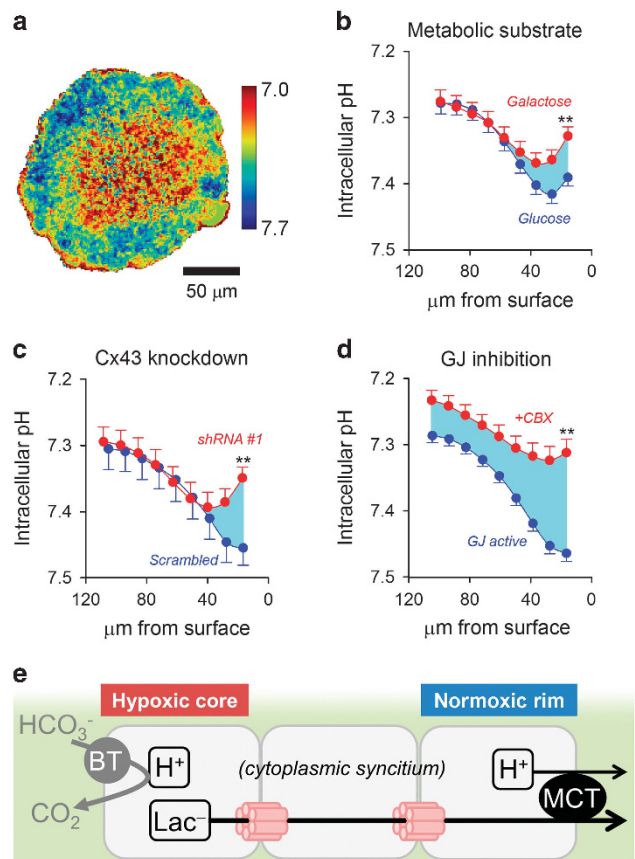 a
7.0
7.7
50 μm
b
Metabolic substrate
Intracellular pH
7.2
7.3
7.4
7.5
Galactose
**
Glucose
120
80
40
0
μm from surface
c
Cx43 knockdown
Intracellular pH
7.2
7.3
7.4
7.5
shRNA #1
**
Scrambled
120
80
40
0
μm from surface
d
GJ inhibition
Intracellular pH
7.2
7.3
7.4
7.5
+CBX
**
GJ active
120
80
40
0
μm from surface
e
Hypoxic core
Normoxic rim
HCO₃⁻
BT
CO₂
H⁺
Lac⁻
(cytoplasmic syncitium)
H⁺
MCT